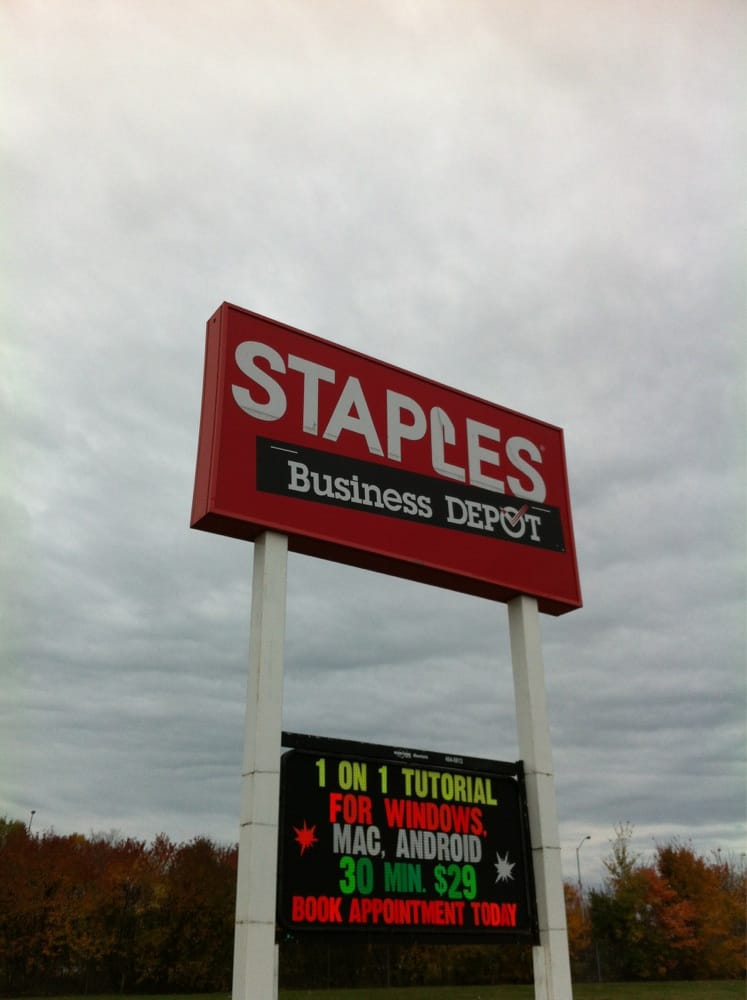 STAPLES
Business DEPOT
1 ON 1 TUTORIAL
FOR WINDOWS,
MAC, ANDROID
30 MIN. $29
BOOK APPOINTMENT TODAY